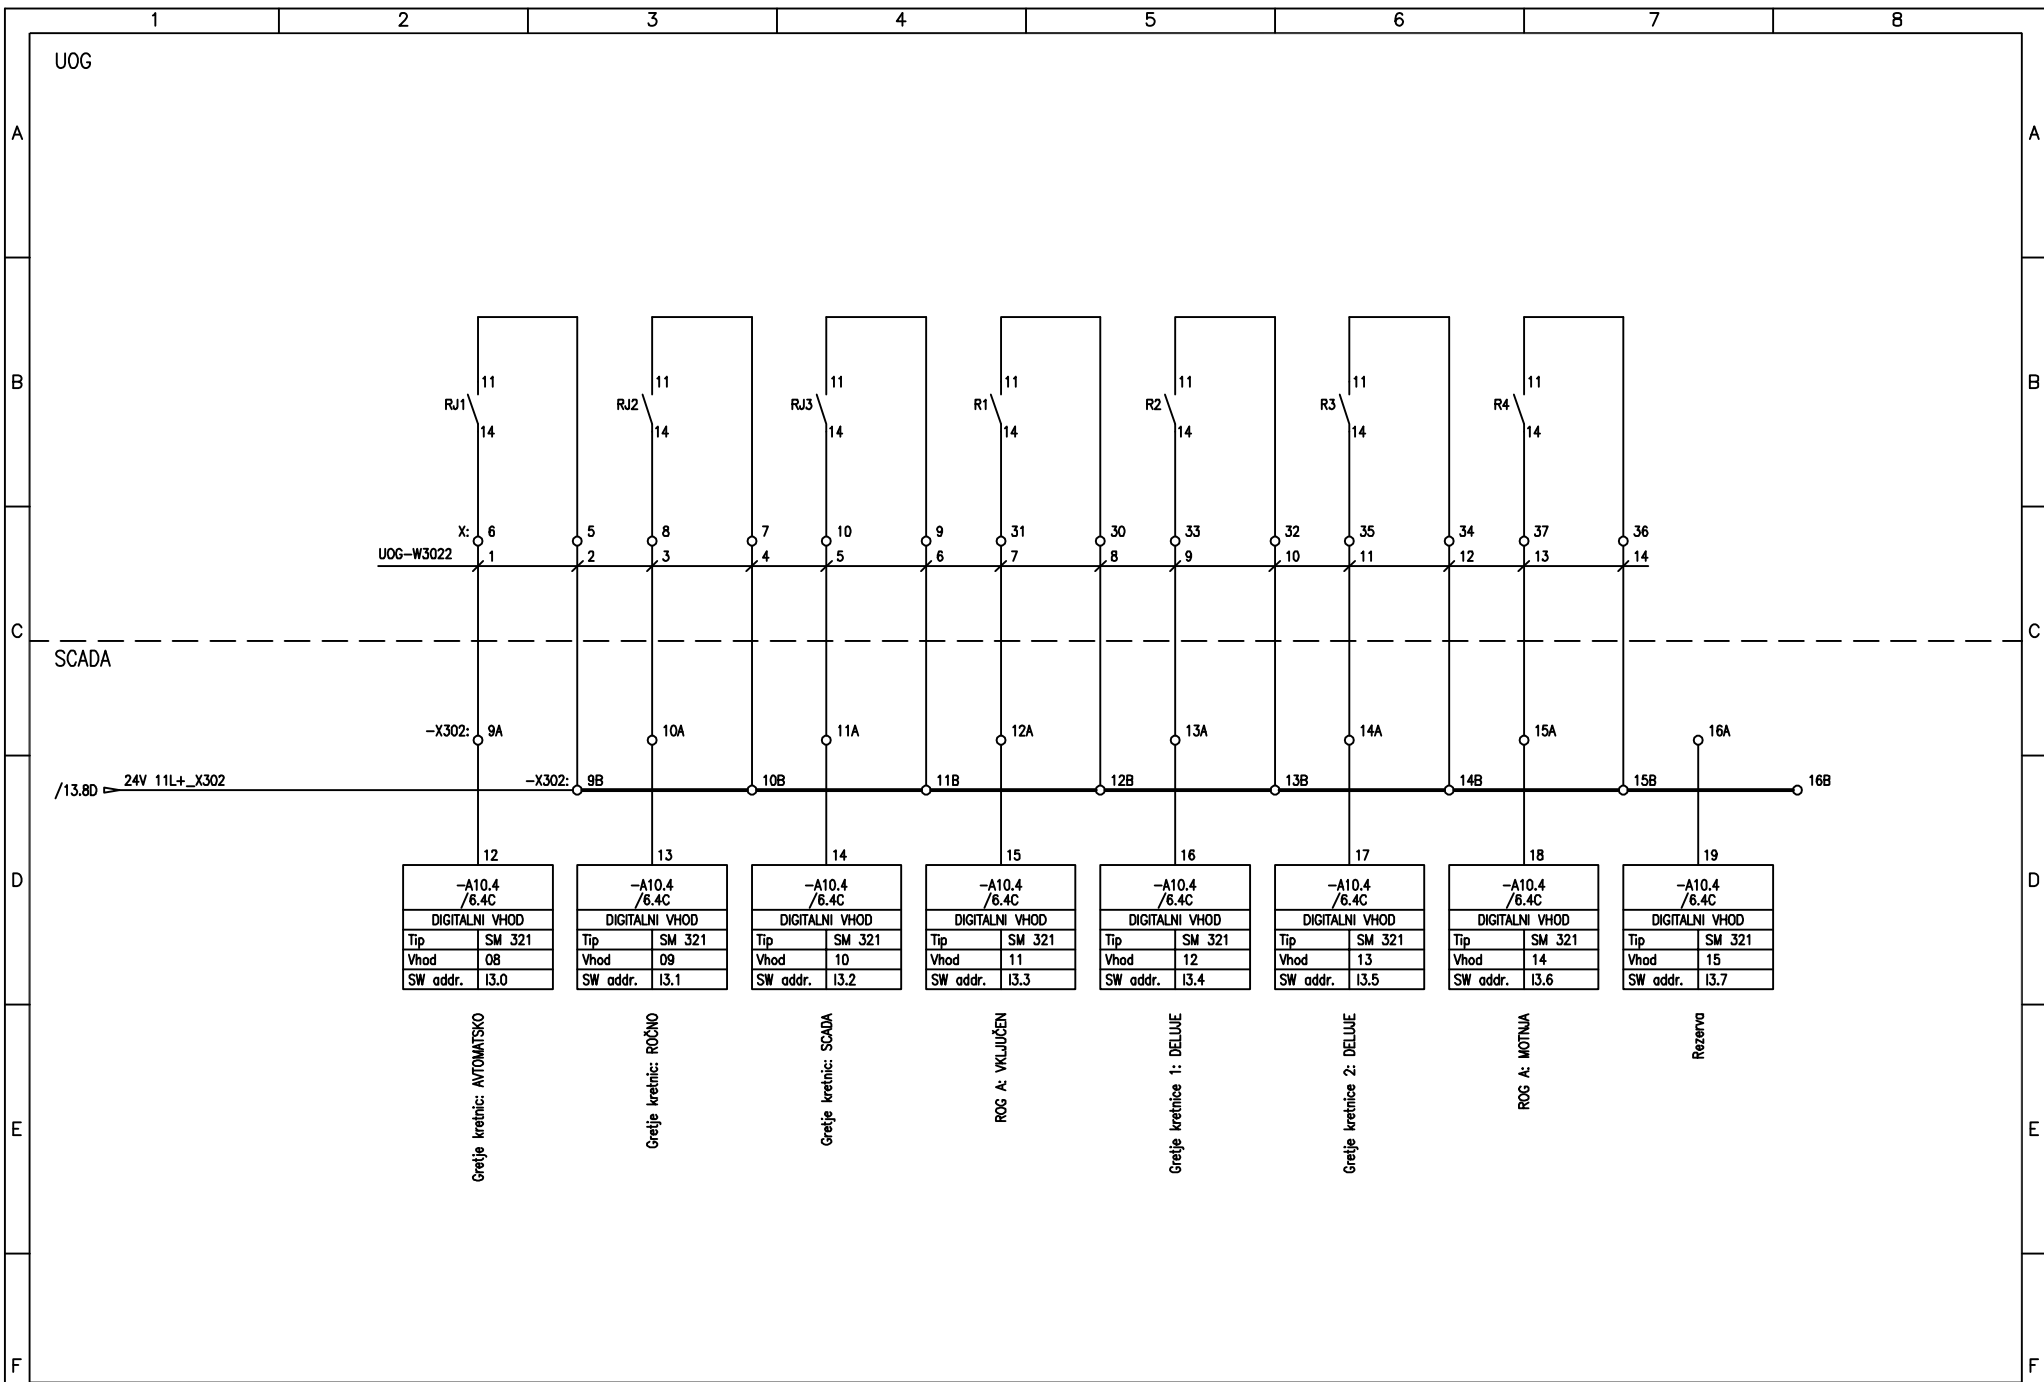 1 2 3 4 5 6 7 8
UOG
A A
B B
11 11 11 11 11 11 11
RJ1 RJ2 RJ3 R1 R2 R3 R4
14 14 14 14 14 14 14
X: 6 5 8 7 10 9 31 30 33 32 35 34 37 36
UOG-W3022 1 2 3 4 5 6 7 8 9 10 11 12 13 14
C C
SCADA
-X302: 9A 10A 11A 12A 13A 14A 15A 16A
/13.8D 24V 11L+_X302 -X302: 9B 10B 11B 12B 13B 14B 15B 16B
12 13 14 15 16 17 18 19
D D
-A10.4 -A10.4 -A10.4 -A10.4 -A10.4 -A10.4 -A10.4 -A10.4
/6.4C /6.4C /6.4C /6.4C /6.4C /6.4C /6.4C /6.4C
DIGITALNI VHOD DIGITALNI VHOD DIGITALNI VHOD DIGITALNI VHOD DIGITALNI VHOD DIGITALNI VHOD DIGITALNI VHOD DIGITALNI VHOD
Tip SM 321 Tip SM 321 Tip SM 321 Tip SM 321 Tip SM 321 Tip SM 321 Tip SM 321 Tip SM 321
Vhod 08 Vhod 09 Vhod 10 Vhod 11 Vhod 12 Vhod 13 Vhod 14 Vhod 15
SW addr. I3.0 SW addr. I3.1 SW addr. I3.2 SW addr. I3.3 SW addr. I3.4 SW addr. I3.5 SW addr. I3.6 SW addr. I3.7
Gretje kretnic: AVTOMATSKO
Gretje kretnic: ROČNO
Gretje kretnic: SCADA
ROG A: VKLJUČEN
Gretje kretnice 1: DELUJE
Gretje kretnice 2: DELUJE
ROG A: MOTNJA
Rezerva
E E
F F